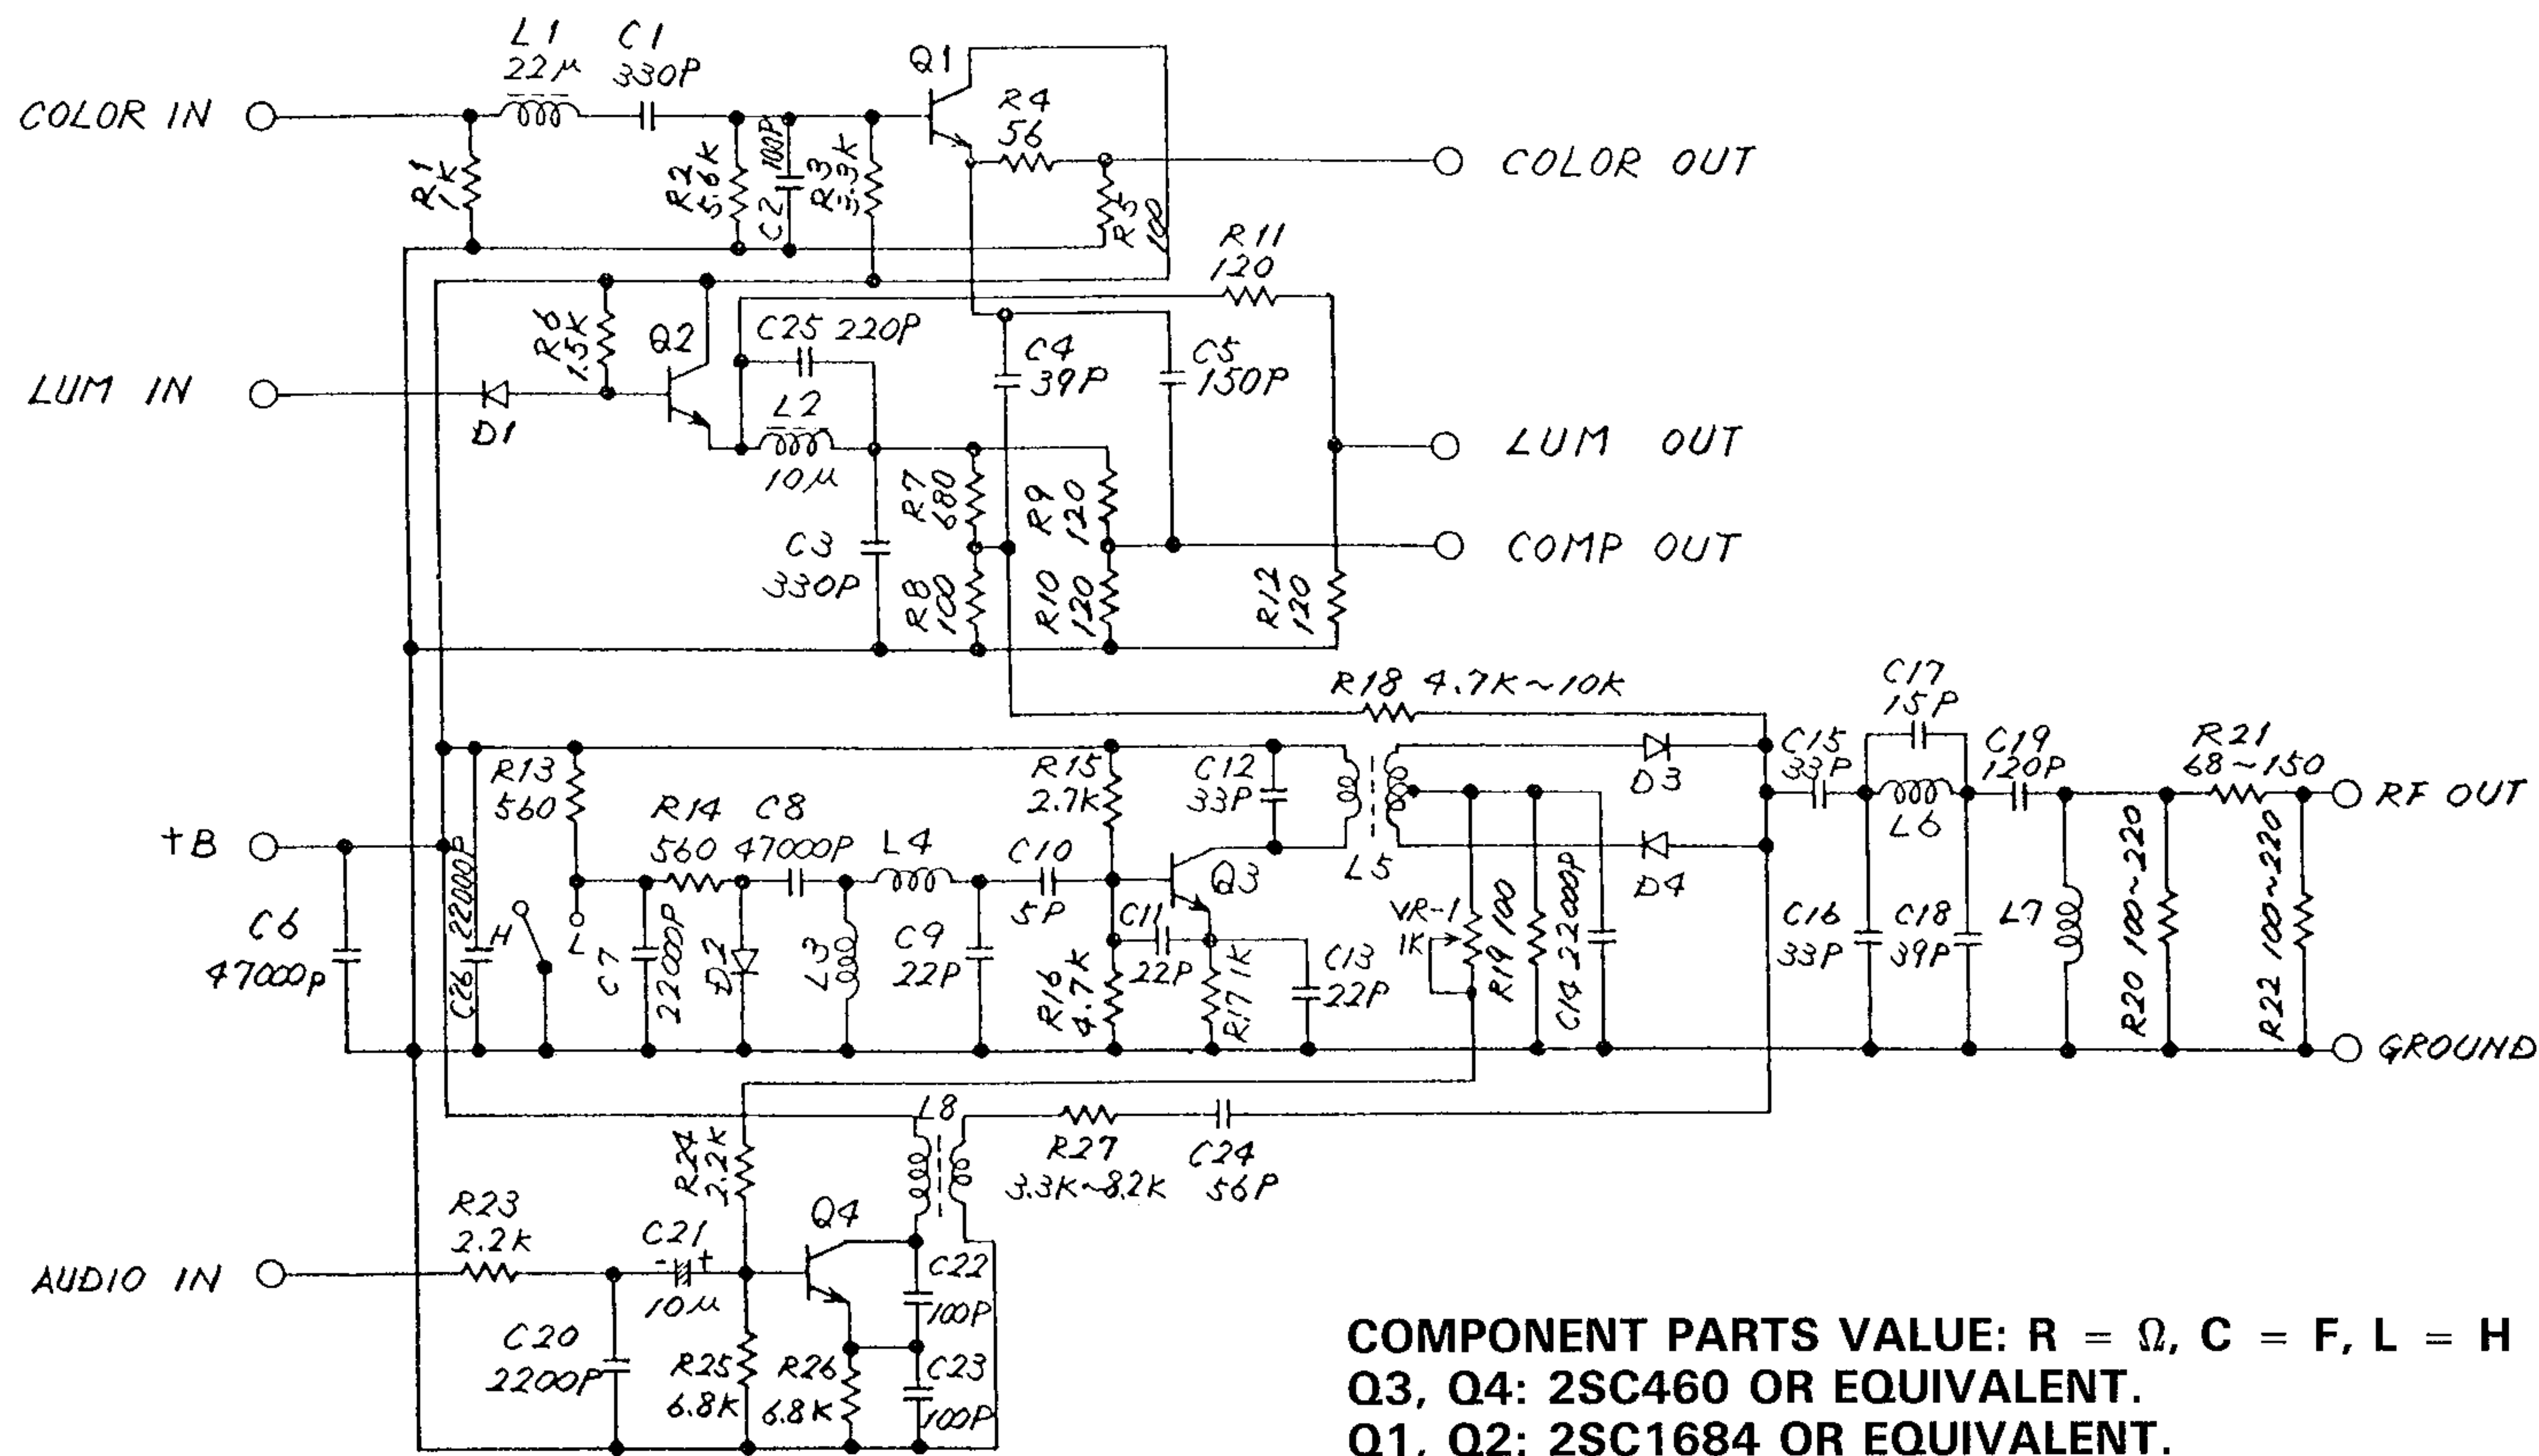 L1
22μ
C1
330P
Q1
R4
56
COLOR IN
COLOR OUT
R1
1K
R2
5.6K
C2
100P
R3
3.3K
R5
100
R11
120
R6
1.5K
Q2
C25 220P
C4
39P
C5
150P
LUM IN
D1
L2
10μ
LUM OUT
R7
680
R9
120
C3
330P
COMP OUT
R8
100
R10
120
R12
120
R18 4.7K~10K
C17
15P
R13
560
R15
2.7K
C12
33P
D3
C15
33P
C19
120P
R21
68~150
RF OUT
L6
+B
R14
560
C8
47000P
L4
C10
5P
Q3
L5
D4
C6
47000P
C26 22000P
H
L
C7
22000P
D2
L3
C9
22P
C11
22P
R16
4.7K
R17 1K
C13
22P
VR-1
1K
R19 100
C14 22000P
C16
33P
C18
39P
L7
R20 100~220
R22 100~220
GROUND
L8
R24
2.2K
R27
3.3K~8.2K
C24
56P
R23
2.2K
C21
- +
10μ
Q4
AUDIO IN
C22
100P
C20
2200P
R25
6.8K
R26
6.8K
C23
100P
COMPONENT PARTS VALUE: R = Ω, C = F, L = H
Q3, Q4: 2SC460 OR EQUIVALENT.
Q1, Q2: 2SC1684 OR EQUIVALENT.